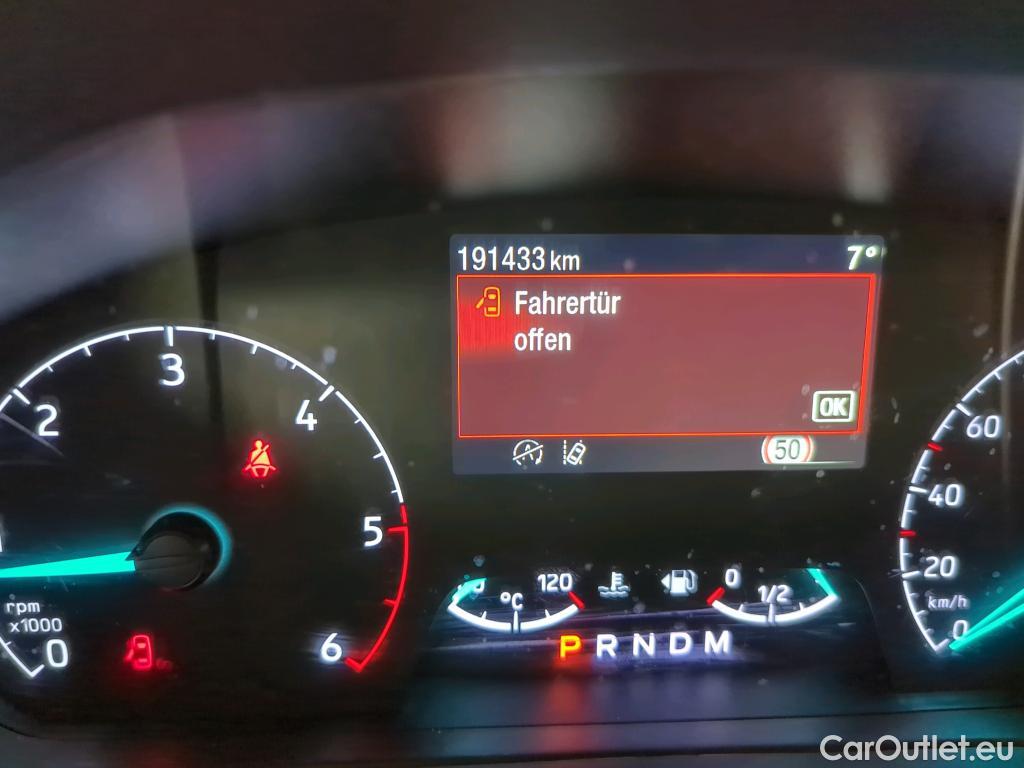 191433 km 7°
Fahrertür
offen
OK
A 50
2 3 4 5 6
rpm
x1000
0
°C 120
0 1/2
P R N D M
60
40
20
km/h
0
CarOutlet.eu